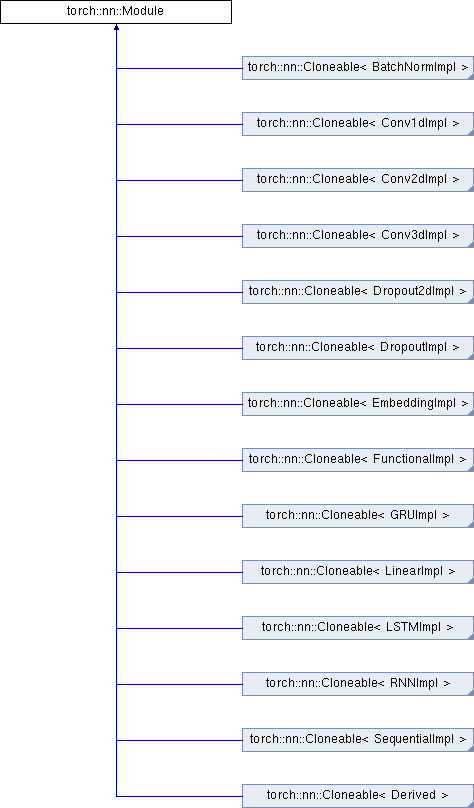 torch::nn::Module
torch::nn::Cloneable< BatchNormImpl >
torch::nn::Cloneable< Conv1dImpl >
torch::nn::Cloneable< Conv2dImpl >
torch::nn::Cloneable< Conv3dImpl >
torch::nn::Cloneable< Dropout2dImpl >
torch::nn::Cloneable< DropoutImpl >
torch::nn::Cloneable< EmbeddingImpl >
torch::nn::Cloneable< FunctionalImpl >
torch::nn::Cloneable< GRUImpl >
torch::nn::Cloneable< LinearImpl >
torch::nn::Cloneable< LSTMImpl >
torch::nn::Cloneable< RNNImpl >
torch::nn::Cloneable< SequentialImpl >
torch::nn::Cloneable< Derived >